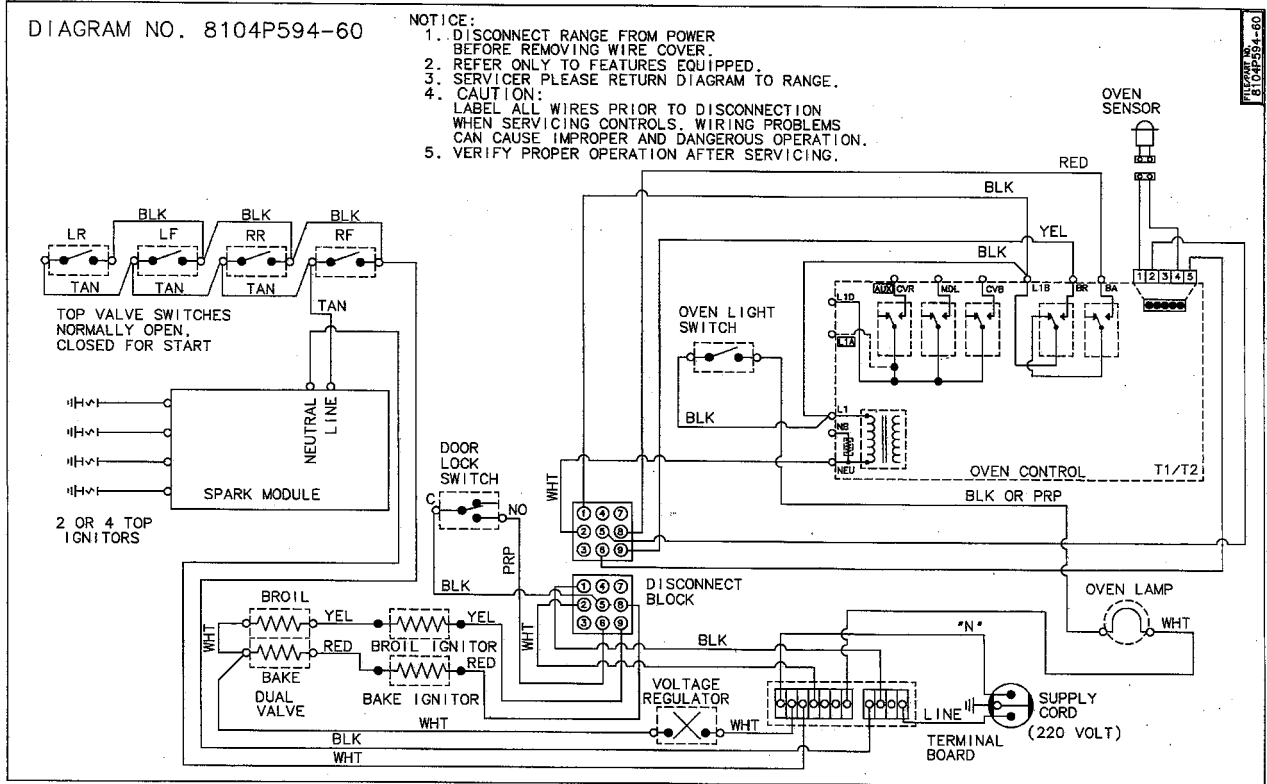 DIAGRAM NO. 8104P594-60
NOTICE:
1. DISCONNECT RANGE FROM POWER
BEFORE REMOVING WIRE COVER.
2. REFER ONLY TO FEATURES EQUIPPED.
3. SERVICER PLEASE RETURN DIAGRAM TO RANGE.
4. CAUTION:
LABEL ALL WIRES PRIOR TO DISCONNECTION
WHEN SERVICING CONTROLS. WIRING PROBLEMS
CAN CAUSE IMPROPER AND DANGEROUS OPERATION.
5. VERIFY PROPER OPERATION AFTER SERVICING.
FILE/PART NO.
8104P594-60
OVEN
SENSOR
RED
BLK
YEL
BLK
BLK BLK BLK
LR LF RR RF
TAN TAN TAN TAN
TOP VALVE SWITCHES
NORMALLY OPEN,
CLOSED FOR START
OVEN LIGHT
SWITCH
BLK
L1D AUX CVR MDL CVB L1B BR BA
1 2 3 4 5
L1A
L1
N8
NEU
OVEN CONTROL T1/T2
BLK OR PRP
NEUTRAL
LINE
SPARK MODULE
2 OR 4 TOP
IGNITORS
DOOR
LOCK
SWITCH
C NO
PRP
BLK
WHT
1 4 7
2 5 8
3 6 9
1 4 7
2 5 8
3 6 9
DISCONNECT
BLOCK
WHT
BLK
"N"
OVEN LAMP
WHT
BROIL
YEL YEL
BROIL IGNITOR
WHT
RED RED
BAKE
BAKE IGNITOR
DUAL
VALVE
VOLTAGE
REGULATOR
WHT WHT
BLK
WHT
LINE
TERMINAL
BOARD
SUPPLY
CORD
(220 VOLT)